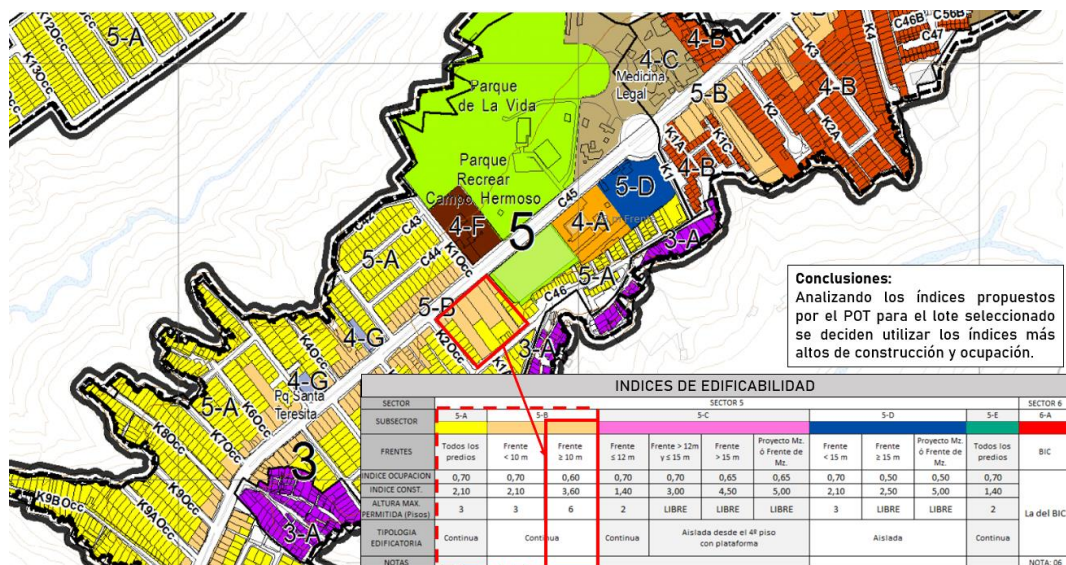 K12Occ
5-A
K13Occ
4-B
C46B
C56B
C47
K4
K3
4-C
Medicina
Legal
5-B
4-B
K2
K2A
K1A
K1C
4-B
K1
Parque
de La Vida
Parque
Recrear
Campo Hermoso
C45
5-D
4-F
5
4-A
3-A
C42
C43
C44
5-A
K1Occ
5-A
C46
5-B
K2Occ
3-A
4-G
K4Occ
4-G
Pq Santa
Teresita
5-A
K6Occ
K7Occ
K8Occ
K9Occ
3
K9BOcc
K9AOcc
3-A
Conclusiones:
Analizando los índices propuestos
por el POT para el lote seleccionado
se deciden utilizar los índices más
altos de construcción y ocupación.
INDICES DE EDIFICABILIDAD
SECTOR SECTOR 5 SECTOR 6
SUBSECTOR 5-A 5-B 5-C 5-D 5-E 6-A
FRENTES Todos los predios Frente < 10 m Frente ≥ 10 m Frente ≤ 12 m Frente > 12m y ≤ 15 m Frente > 15 m Proyecto Mz. ó Frente de Mz. Frente < 15 m Frente ≥ 15 m Proyecto Mz. ó Frente de Mz. Todos los predios BIC
INDICE OCUPACION 0,70 0,70 0,60 0,70 0,70 0,65 0,65 0,70 0,50 0,50 0,70
INDICE CONST. 2,10 2,10 3,60 1,40 3,00 4,50 5,00 2,10 2,50 5,00 1,40
ALTURA MAX. PERMITIDA (Pisos) 3 3 6 2 LIBRE LIBRE LIBRE 3 LIBRE LIBRE 2 La del BIC
TIPOLOGIA EDIFICATORIA Continua Continua Continua Aislada desde el 4º piso con plataforma Aislada Continua
NOTAS NOTA: 06